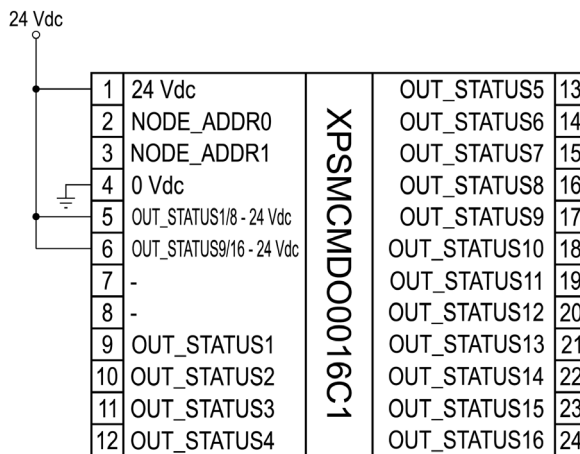 24 Vdc
1 24 Vdc
2 NODE_ADDR0
3 NODE_ADDR1
4 0 Vdc
5 OUT_STATUS1/8 - 24 Vdc
6 OUT_STATUS9/16 - 24 Vdc
7 -
8 -
9 OUT_STATUS1
10 OUT_STATUS2
11 OUT_STATUS3
12 OUT_STATUS4
XPSMCMDO0016C1
OUT_STATUS5 13
OUT_STATUS6 14
OUT_STATUS7 15
OUT_STATUS8 16
OUT_STATUS9 17
OUT_STATUS10 18
OUT_STATUS11 19
OUT_STATUS12 20
OUT_STATUS13 21
OUT_STATUS14 22
OUT_STATUS15 23
OUT_STATUS16 24